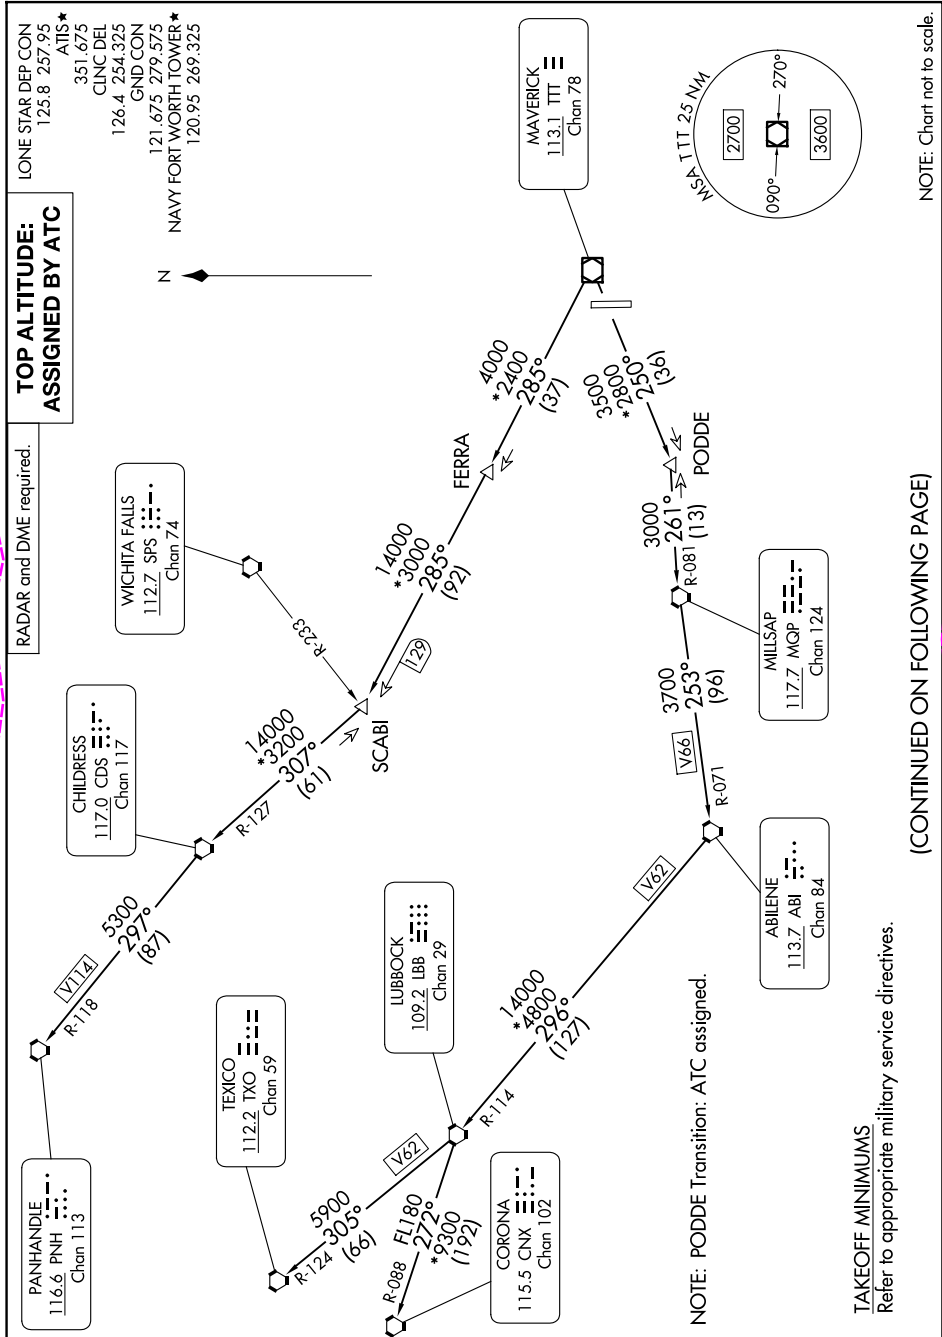 RADAR and DME required.
TOP ALTITUDE:
ASSIGNED BY ATC
LONE STAR DEP CON
125.8 257.95
ATIS★
351.675
CLNC DEL
126.4 254.325
GND CON
121.675 279.575
NAVY FORT WORTH TOWER★
120.95 269.325
N
PANHANDLE
116.6 PNH
Chan 113
V114
R-118
5300
297°
(87)
CHILDRESS
117.0 CDS
Chan 117
R-127
14000
*3200
307°
(61)
WICHITA FALLS
112.7 SPS
Chan 74
R-233
SCABI
129
14000
*3000
285°
(92)
FERRA
4000
*2400
285°
(37)
MAVERICK
113.1 TTT
Chan 78
TEXICO
112.2 TXO
Chan 59
R-124
5900
305°
(66)
V62
LUBBOCK
109.2 LBB
Chan 29
R-088
FL180
272°
*9300
(192)
CORONA
115.5 CNX
Chan 102
R-114
14000
*4800
296°
(127)
V62
ABILENE
113.7 ABI
Chan 84
R-071
V66
3700
253°
(96)
MILLSAP
117.7 MQP
Chan 124
R-081
3000
261°
(13)
PODDE
3500
*2800
250°
(36)
MSA TTT 25 NM
2700
090°
270°
3600
NOTE: PODDE Transition: ATC assigned.
TAKEOFF MINIMUMS
Refer to appropriate military service directives.
(CONTINUED ON FOLLOWING PAGE)
NOTE: Chart not to scale.